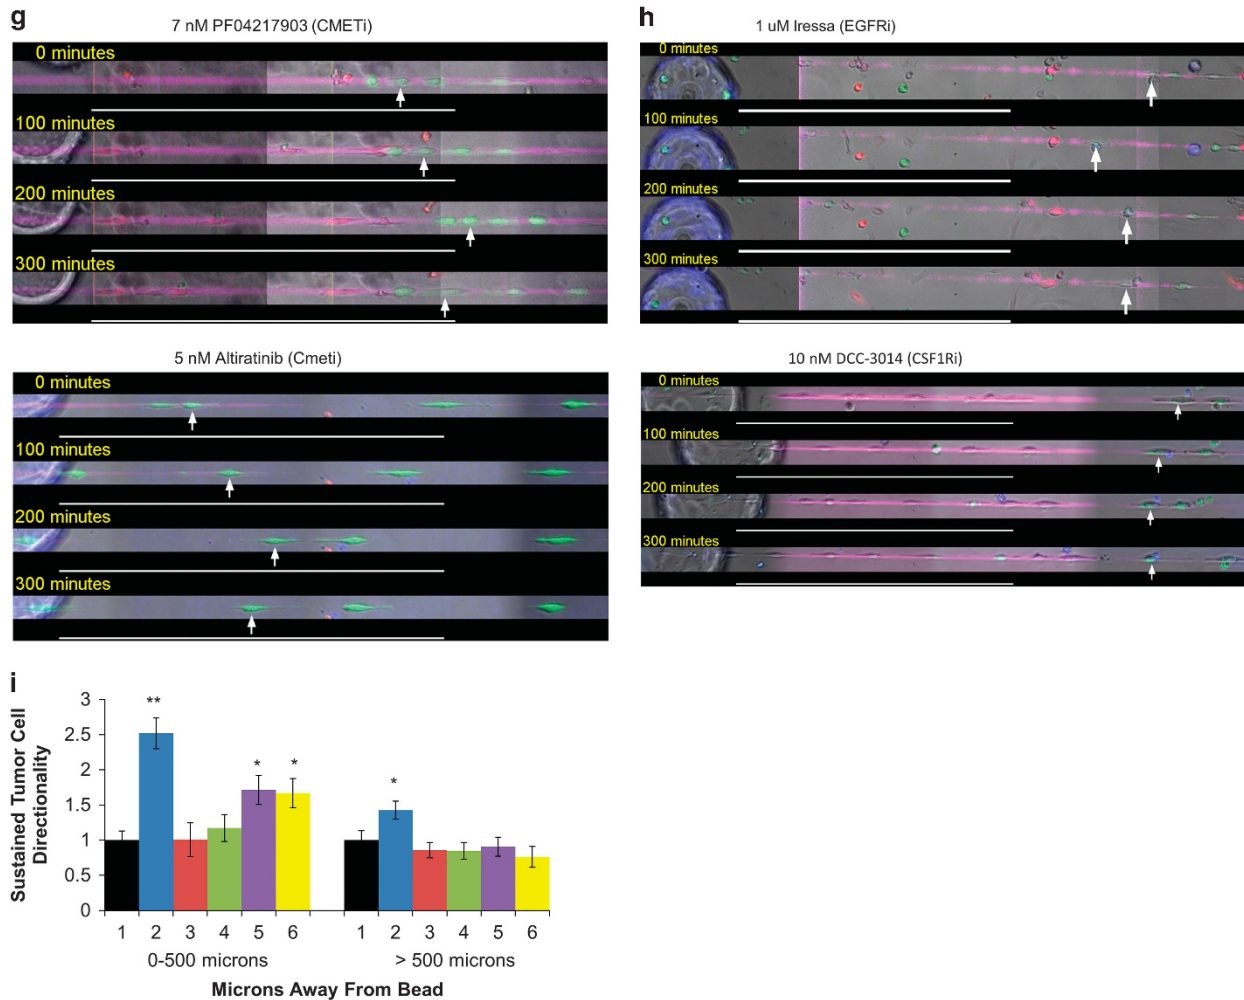 g
7 nM PF04217903 (CMETi)
0 minutes
100 minutes
200 minutes
300 minutes
5 nM Altiratinib (Cmeti)
0 minutes
100 minutes
200 minutes
300 minutes
h
1 uM Iressa (EGFRi)
0 minutes
100 minutes
200 minutes
300 minutes
10 nM DCC-3014 (CSF1Ri)
0 minutes
100 minutes
200 minutes
300 minutes
i
Sustained Tumor Cell
Directionality
3
2.5
2
1.5
1
0.5
0
**
*
*
*
1 2 3 4 5 6
1 2 3 4 5 6
0-500 microns
> 500 microns
Microns Away From Bead